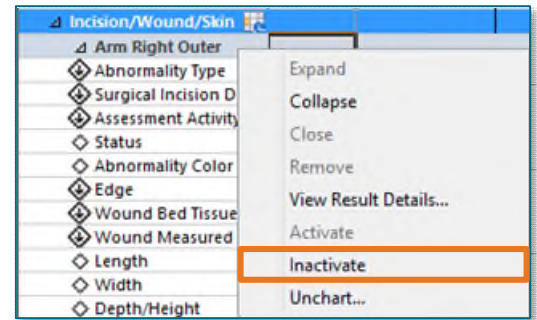 Incision/Wound/Skin
Arm Right Outer
Abnormality Type
Surgical Incision D
Assessment Activity
Status
Abnormality Color
Edge
Wound Bed Tissue
Wound Measured
Length
Width
Depth/Height
Expand
Collapse
Close
Remove
View Result Details...
Activate
Inactivate
Unchart...